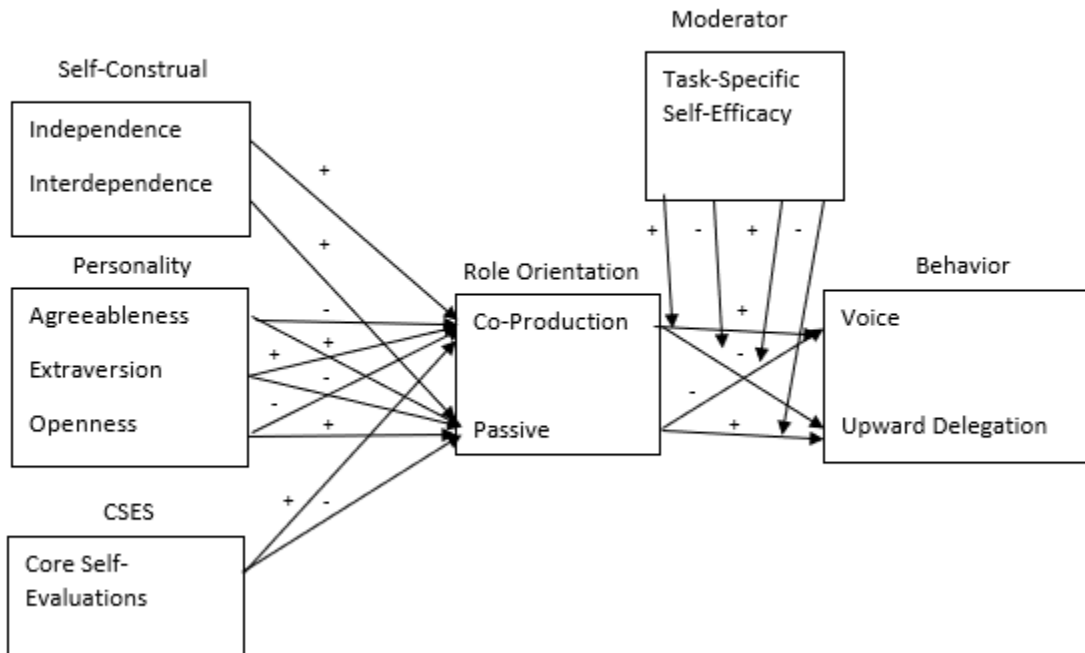 Moderator
Self-Construal
Task-Specific
Self-Efficacy
Independence
Interdependence
+
+
+ - + -
Personality
Role Orientation
Behavior
Agreeableness
-
Co-Production
+
Voice
+
Extraversion
+
-
-
Openness
-
+
Passive
-
+
Upward Delegation
CSES
+ -
Core Self-
Evaluations